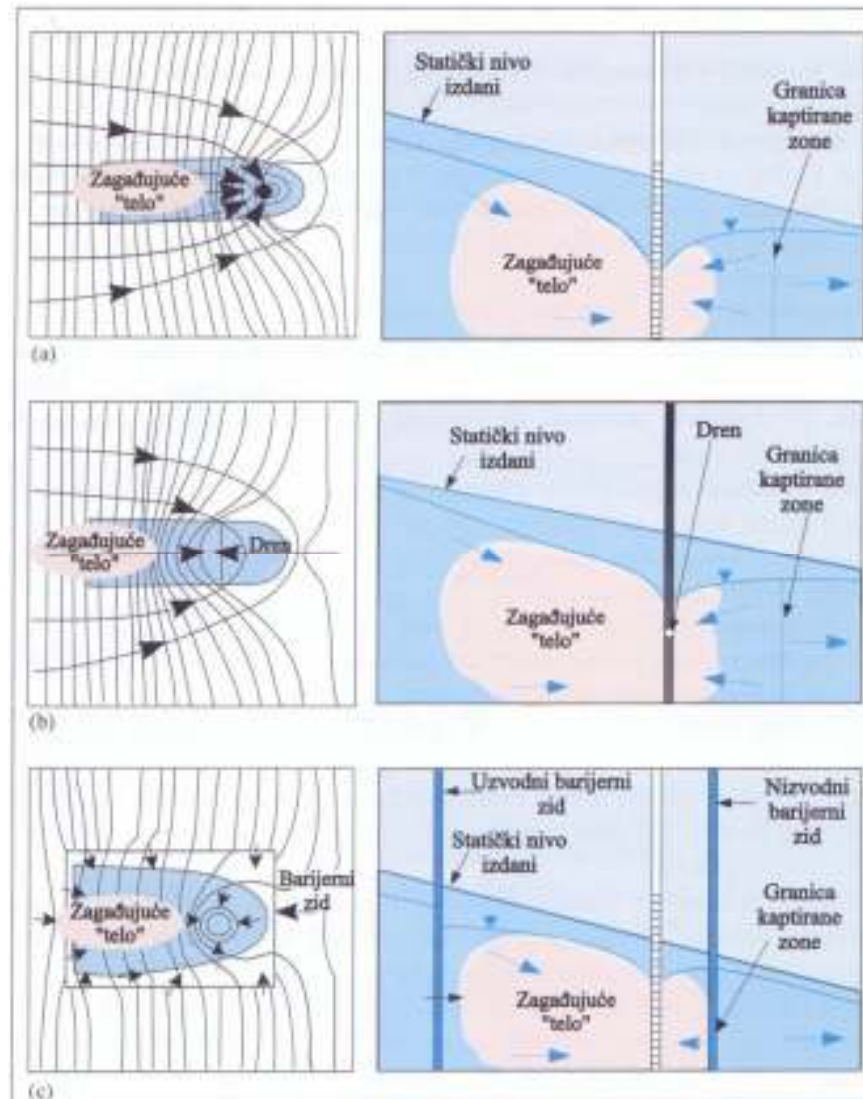 Zagađujuće
"telo"
Statički nivo
izdani
Granica
kaptirane
zone
Zagađujuće
"telo"
(a)
Zagađujuće
"telo"
Dren
Statički nivo
izdani
Dren
Granica
kaptirane
zone
Zagađujuće
"telo"
(b)
Zagađujuće
"telo"
Barijerni
zid
Uzvodni barijerni
zid
Statički nivo
izdani
Nizvodni
barijerni
zid
Granica
kaptirane
zone
Zagađujuće
"telo"
(c)